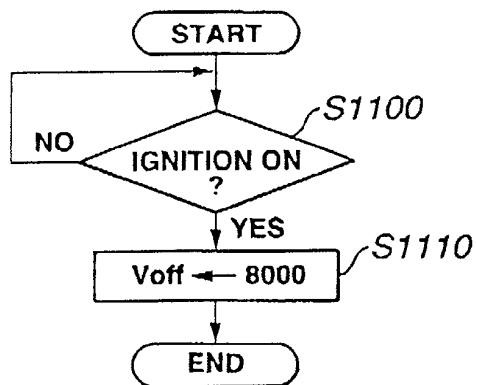 START
S1100
NO
IGNITION ON
?
YES
S1110
Voff ← 8000
END